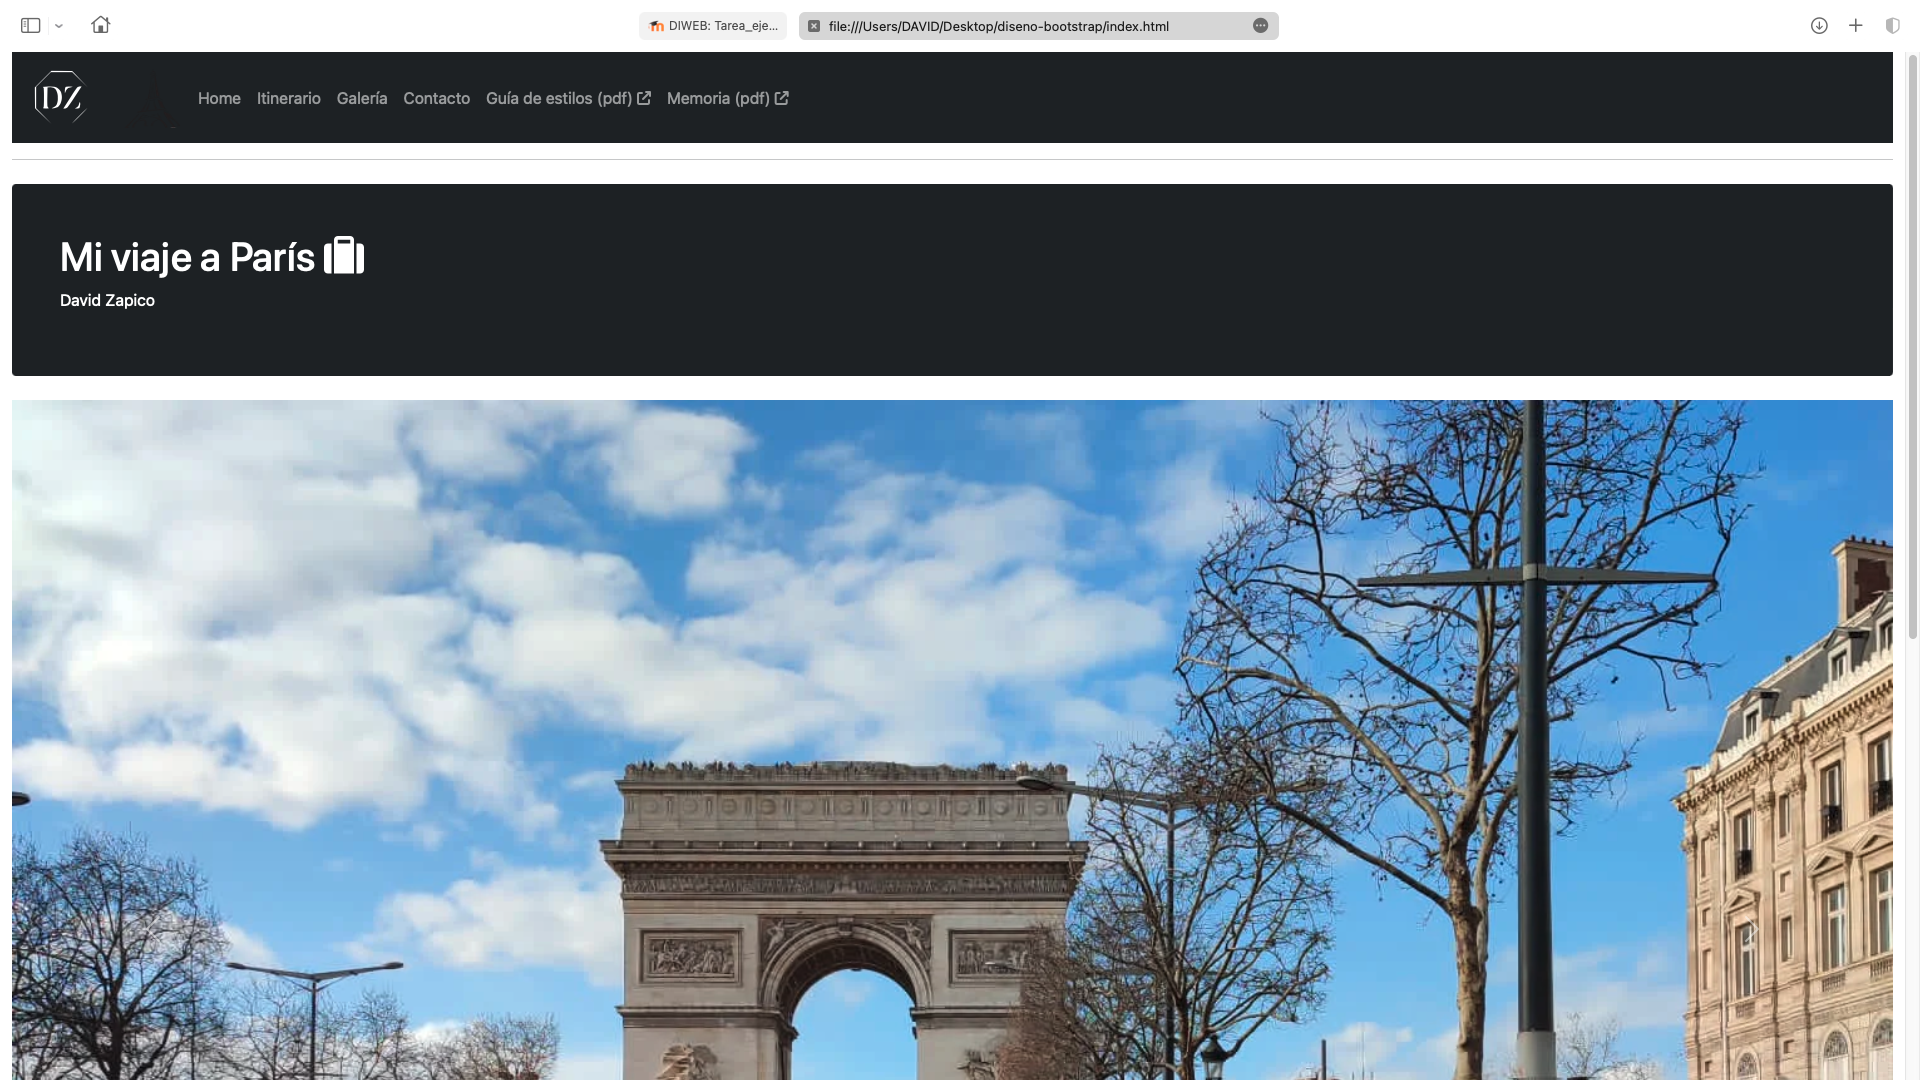 DIWEB: Tarea_eje...
file:///Users/DAVID/Desktop/diseno-bootstrap/index.html
DZ
Home
Itinerario
Galería
Contacto
Guía de estilos (pdf)
Memoria (pdf)
Mi viaje a París
David Zapico